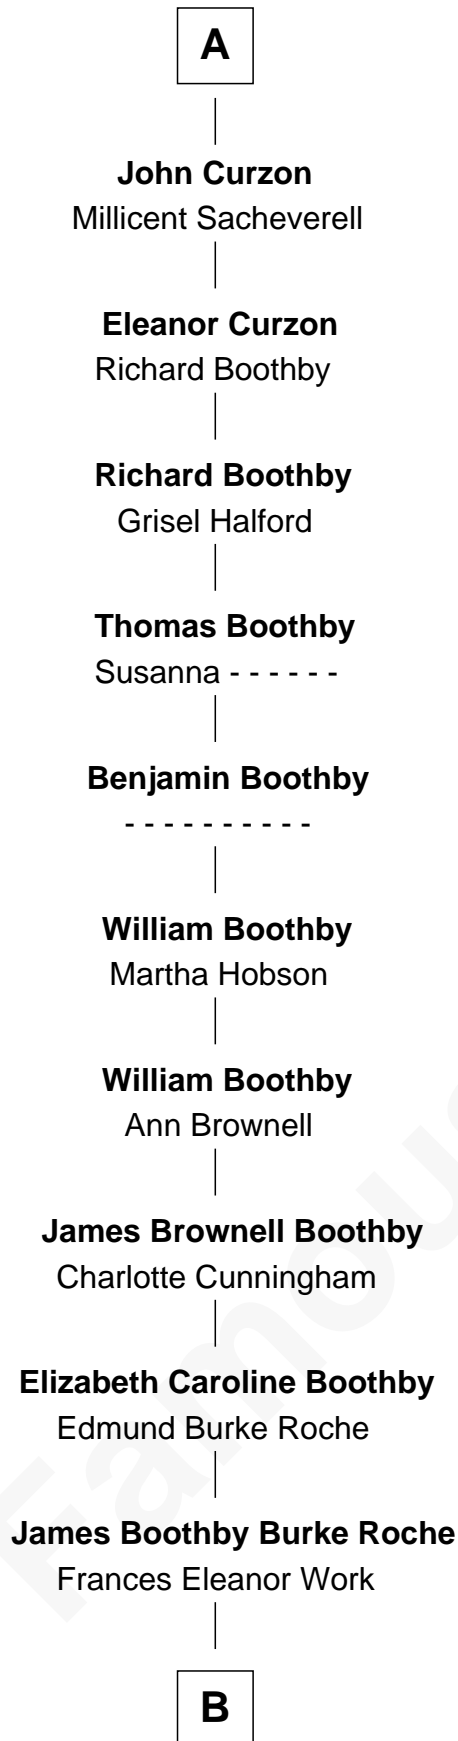 A
John Curzon
Millicent Sacheverell
Eleanor Curzon
Richard Boothby
Richard Boothby
Grisel Halford
Thomas Boothby
Susanna - - - - - -
Benjamin Boothby
- - - - - - - - - -
William Boothby
Martha Hobson
William Boothby
Ann Brownell
James Brownell Boothby
Charlotte Cunningham
Elizabeth Caroline Boothby
Edmund Burke Roche
James Boothby Burke Roche
Frances Eleanor Work
B
Famous